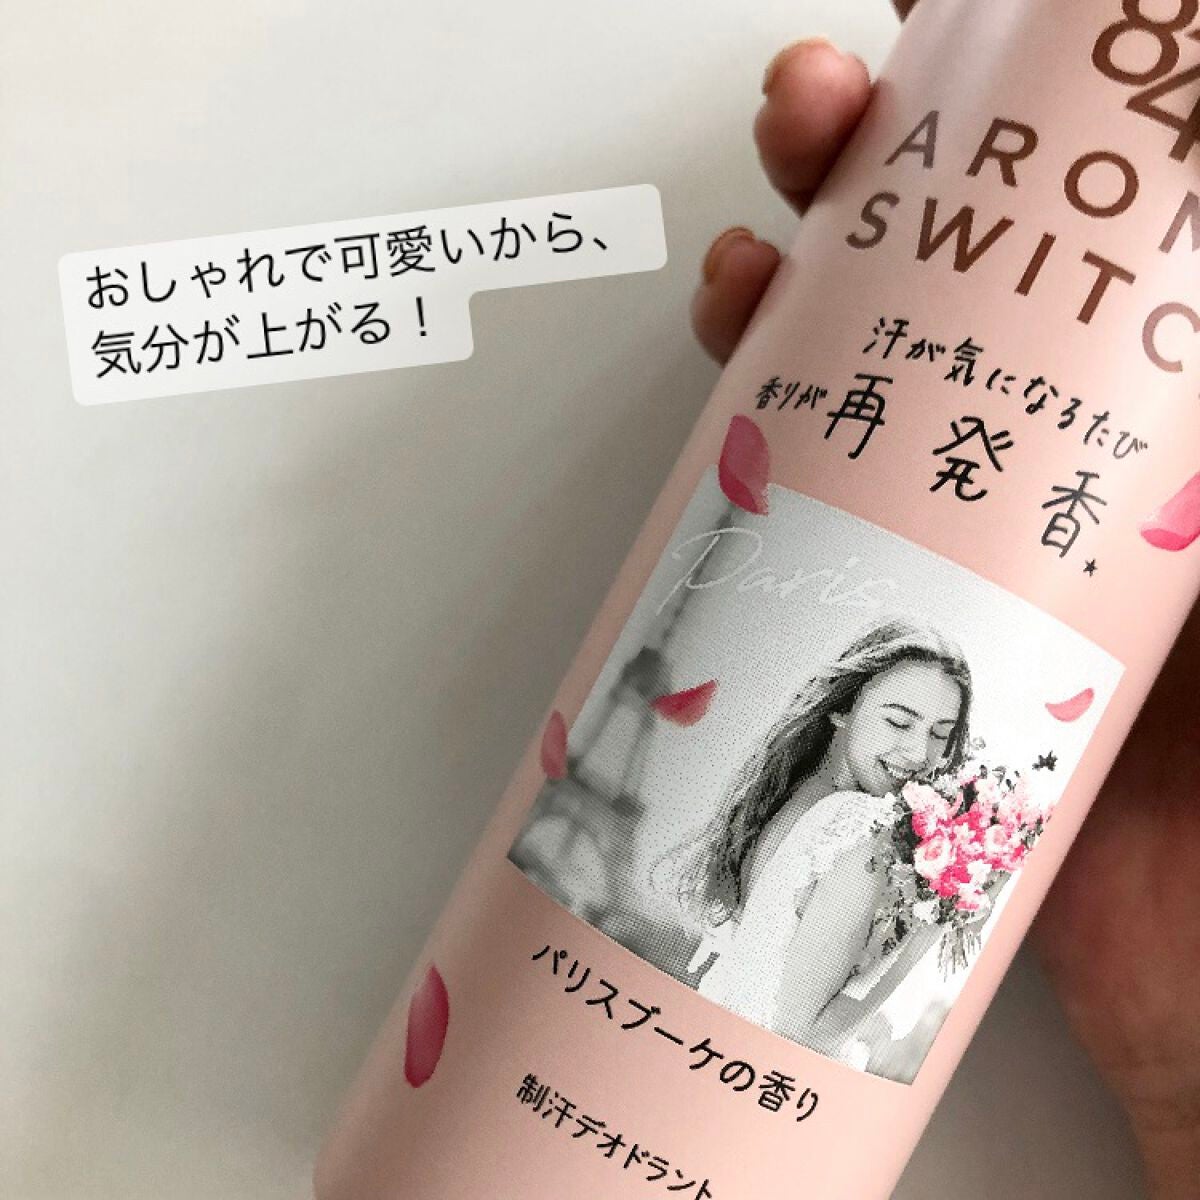 おしゃれで可愛いから、
気分が上がる！
84
AROM
SWITC
汗が気になるたび
香りが再発香
Paris
パリスブーケの香り
制汗デオドラント